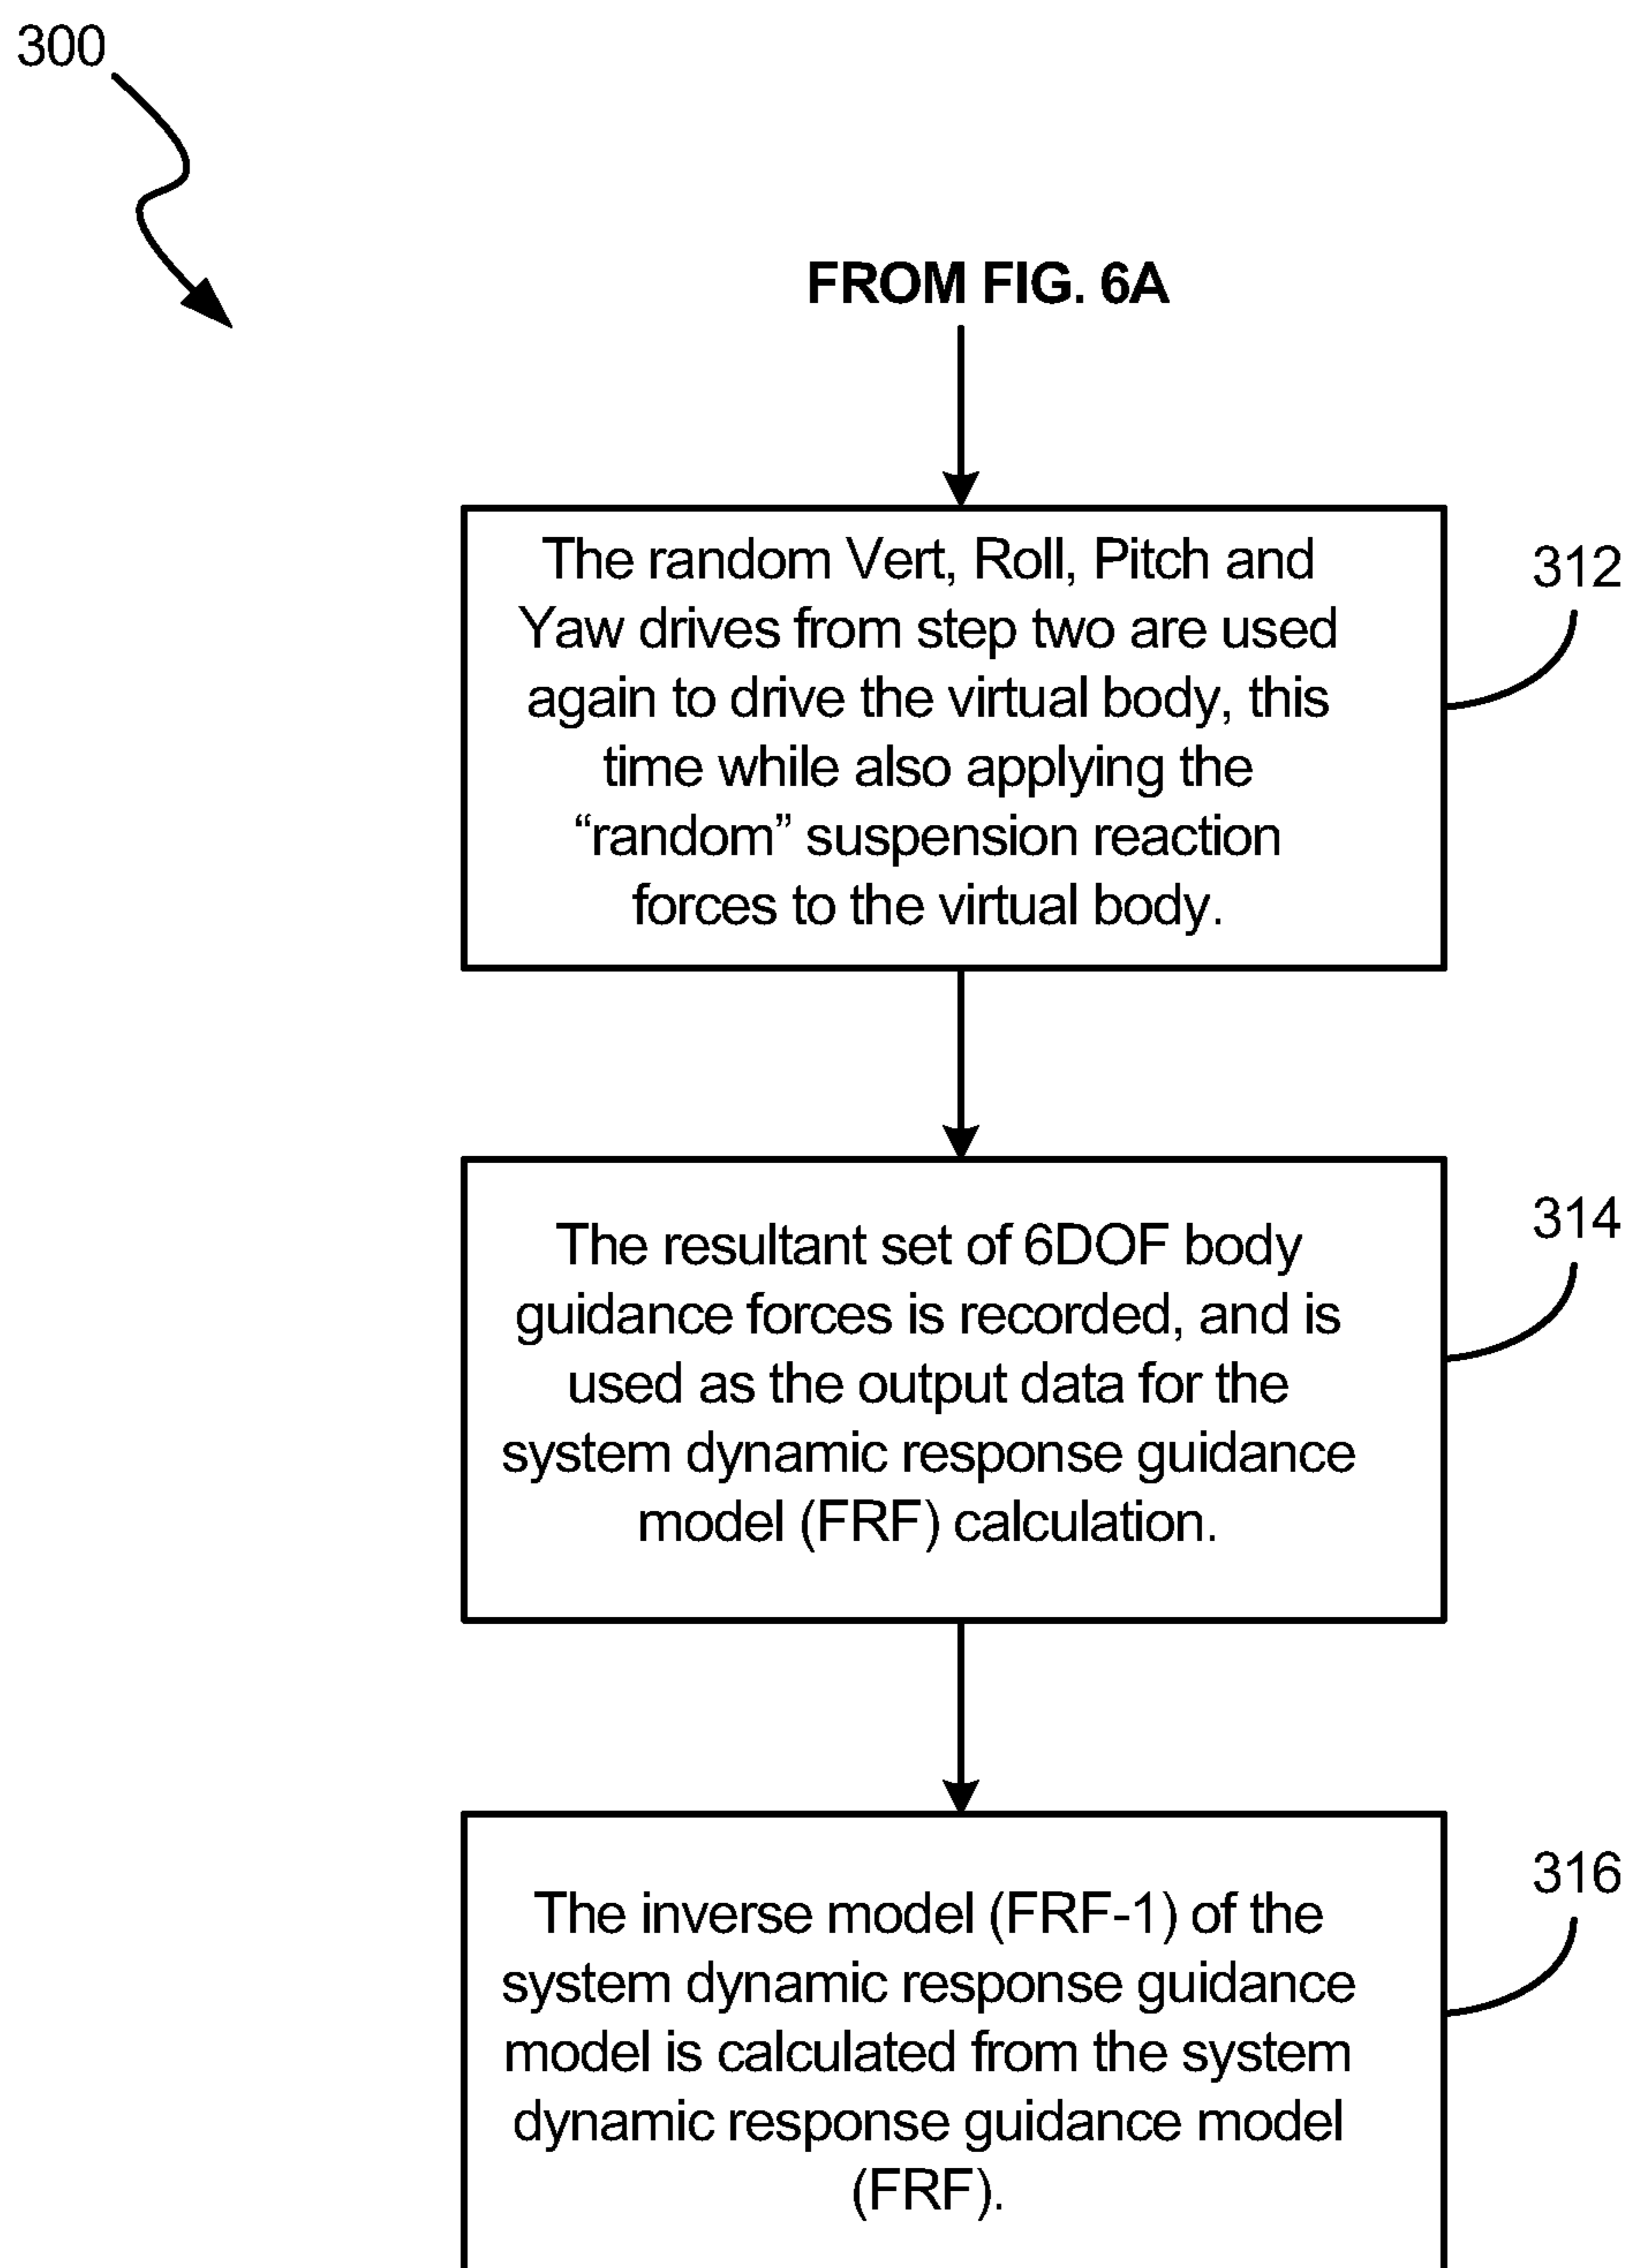 300
FROM FIG. 6A
The random Vert, Roll, Pitch and
Yaw drives from step two are used
again to drive the virtual body, this
time while also applying the
“random” suspension reaction
forces to the virtual body.
312
The resultant set of 6DOF body
guidance forces is recorded, and is
used as the output data for the
system dynamic response guidance
model (FRF) calculation.
314
The inverse model (FRF-1) of the
system dynamic response guidance
model is calculated from the system
dynamic response guidance model
(FRF).
316